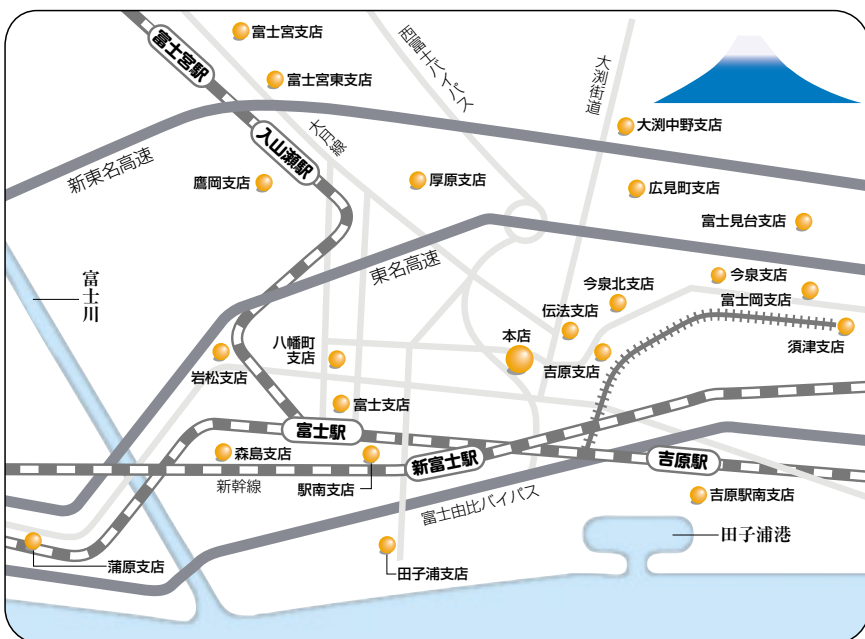 富士宮支店
富士宮駅
西富士バイパス
大渕街道
富士宮東支店
大月線
大渕中野支店
入山瀬駅
新東名高速
鷹岡支店
厚原支店
広見町支店
富士見台支店
東名高速
富士川
今泉支店
今泉北支店
富士岡支店
伝法支店
本店
須津支店
八幡町
支店
岩松支店
吉原支店
富士支店
富士駅
森島支店
新富士駅
吉原駅
新幹線
駅南支店
吉原駅南支店
富士由比バイパス
田子浦港
蒲原支店
田子浦支店